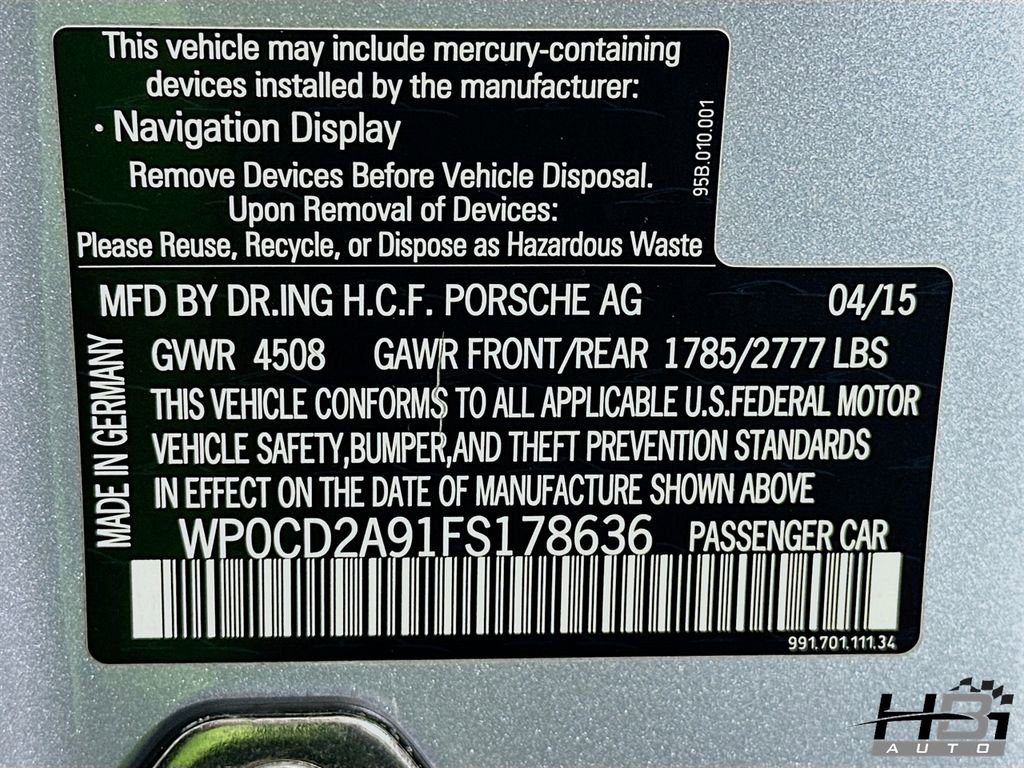 This vehicle may include mercury-containing
devices installed by the manufacturer:
· Navigation Display
Remove Devices Before Vehicle Disposal.
Upon Removal of Devices:
Please Reuse, Recycle, or Dispose as Hazardous Waste
95B.010.001
MFD BY DR.ING H.C.F. PORSCHE AG 04/15
GVWR 4508 GAWR FRONT/REAR 1785/2777 LBS
THIS VEHICLE CONFORMS TO ALL APPLICABLE U.S.FEDERAL MOTOR
VEHICLE SAFETY,BUMPER,AND THEFT PREVENTION STANDARDS
IN EFFECT ON THE DATE OF MANUFACTURE SHOWN ABOVE
MADE IN GERMANY
WP0CD2A91FS178636 PASSENGER CAR
991.701.111.34
HBI
AUTO